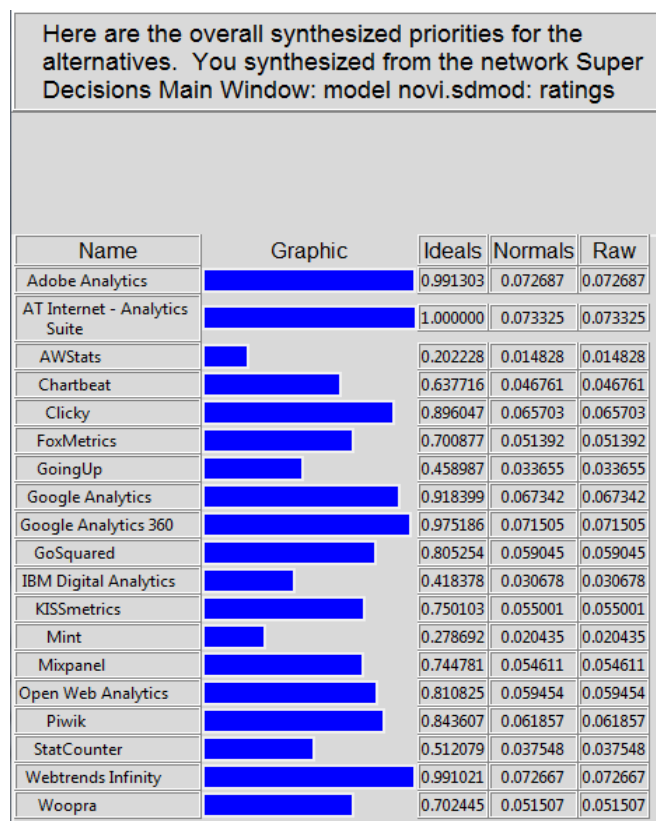 Here are the overall synthesized priorities for the
alternatives. You synthesized from the network Super
Decisions Main Window: model novi.sdmod: ratings
Name Graphic Ideals Normals Raw
Adobe Analytics 0.991303 0.072687 0.072687
AT Internet - Analytics
Suite 1.000000 0.073325 0.073325
AWStats 0.202228 0.014828 0.014828
Chartbeat 0.637716 0.046761 0.046761
Clicky 0.896047 0.065703 0.065703
FoxMetrics 0.700877 0.051392 0.051392
GoingUp 0.458987 0.033655 0.033655
Google Analytics 0.918399 0.067342 0.067342
Google Analytics 360 0.975186 0.071505 0.071505
GoSquared 0.805254 0.059045 0.059045
IBM Digital Analytics 0.418378 0.030678 0.030678
KISSmetrics 0.750103 0.055001 0.055001
Mint 0.278692 0.020435 0.020435
Mixpanel 0.744781 0.054611 0.054611
Open Web Analytics 0.810825 0.059454 0.059454
Piwik 0.843607 0.061857 0.061857
StatCounter 0.512079 0.037548 0.037548
Webtrends Infinity 0.991021 0.072667 0.072667
Woopra 0.702445 0.051507 0.051507